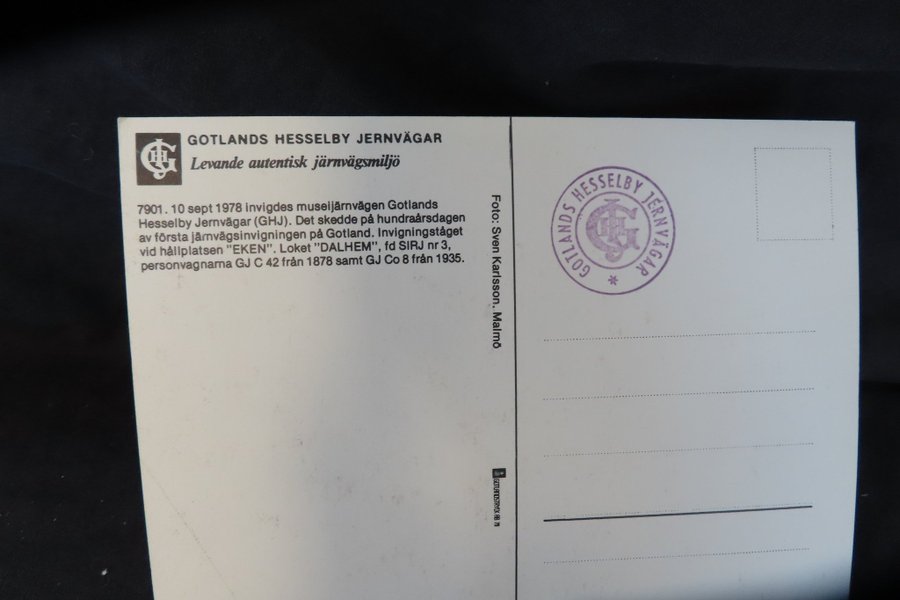 GOTLANDS HESSELBY JERNVÄGAR
Levande autentisk järnvägsmiljö
7901. 10 sept 1978 invigdes museijärnvägen Gotlands
Hesselby Jernvägar (GHJ). Det skedde på hundraårsdagen
av första järnvägsinvigningen på Gotland. Invigningståget
vid hållplatsen "EKEN". Loket "DALHEM", fd SIRJ nr 3,
personvagnarna GJ C 42 från 1878 samt GJ Co 8 från 1935.
Foto: Sven Karlsson. Malmö
GOTLANDS HESSELBY JERNVÄGAR *